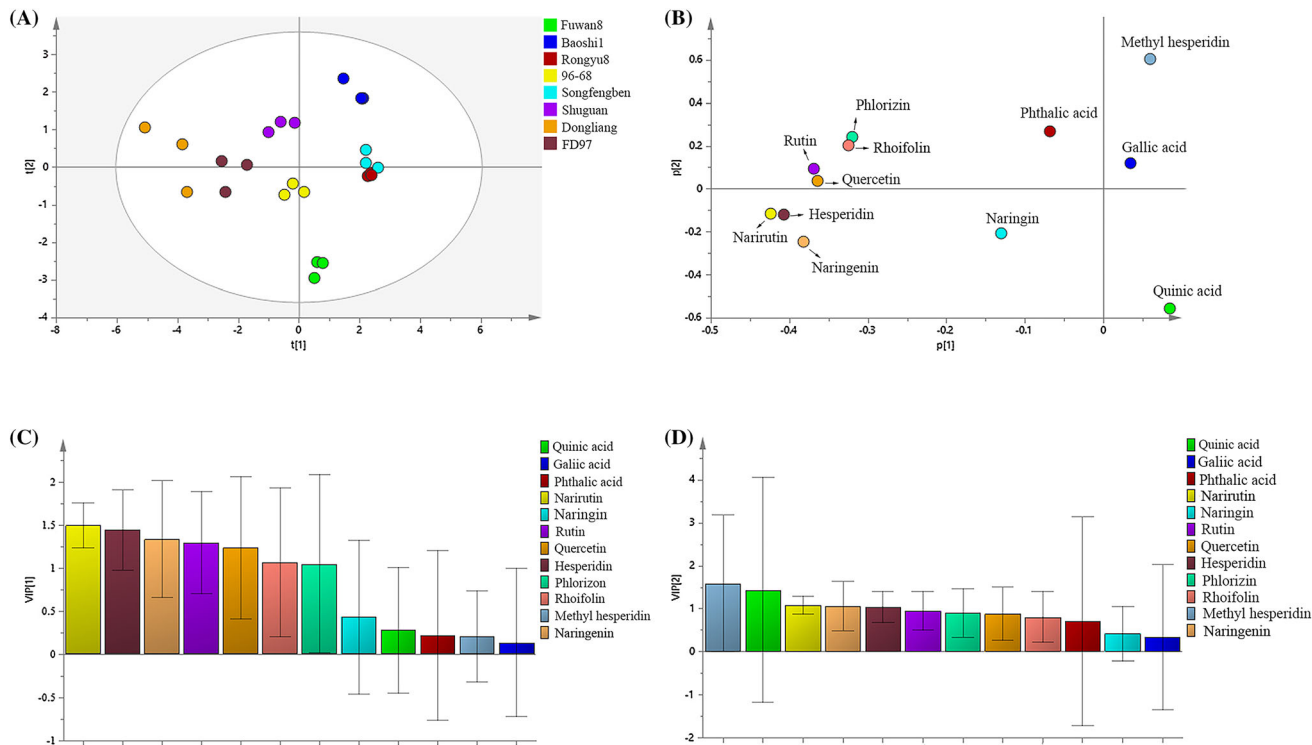 (A)
3
2
1
0
-1
-2
-3
-4
t[2]
-8
-6
-4
-2
0
2
4
6
t[1]
Fuwan8
Baoshi1
Rongyu8
96-68
Songfengben
Shuguan
Dongliang
FD97
(B)
0.6
0.4
0.2
0
-0.2
-0.4
-0.6
p[2]
-0.5
-0.4
-0.3
-0.2
-0.1
0
p[1]
Methyl hesperidin
Phlorizin
Phthalic acid
Rutin
Rhoifolin
Gallic acid
Quercetin
Hesperidin
Narirutin
Naringin
Naringenin
Quinic acid
(C)
2
1.5
1
0.5
0
-0.5
-1
VIP[1]
Quinic acid
Galiic acid
Phthalic acid
Narirutin
Naringin
Rutin
Quercetin
Hesperidin
Phlorizon
Rhoifolin
Methyl hesperidin
Naringenin
(D)
4
3
2
1
0
-1
-2
VIP[2]
Quinic acid
Galiic acid
Phthalic acid
Narirutin
Naringin
Rutin
Quercetin
Hesperidin
Phlorizin
Rhoifolin
Methyl hesperidin
Naringenin